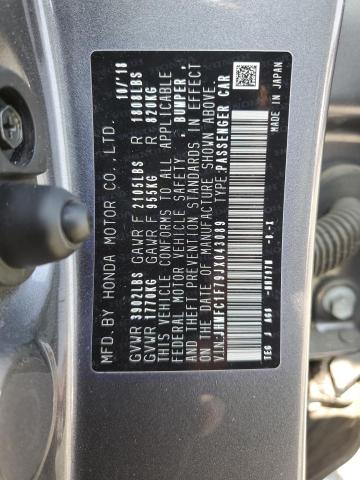 MFD. BY HONDA MOTOR CO., LTD. 10/'18
GVWR 3902LBS GAWR F 2105LBS R 1808LBS
GVWR 1770KG GAWR F 955KG R 820KG
THIS VEHICLE CONFORMS TO ALL APPLICABLE
FEDERAL MOTOR VEHICLE SAFETY, BUMPER,
AND THEFT PREVENTION STANDARDS IN EFFECT
ON THE DATE OF MANUFACTURE SHOWN ABOVE.
V.I.N: TYPE:PASSENGER CAR
TEG J A60 -B,-I MADE IN JAPAN